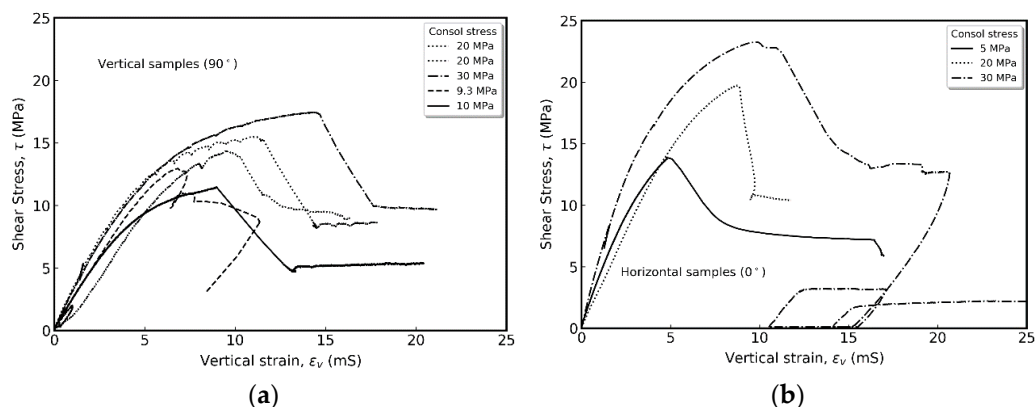 25
20
15
10
5
0
Shear Stress, τ (MPa)
0 5 10 15 20 25
Vertical strain, εᵥ (mS)
Vertical samples (90°)
Consol stress
20 MPa
20 MPa
30 MPa
9.3 MPa
10 MPa
(a)
25
20
15
10
5
0
Shear Stress, τ (MPa)
0 5 10 15 20 25
Vertical strain, εᵥ (mS)
Horizontal samples (0°)
Consol stress
5 MPa
20 MPa
30 MPa
(b)